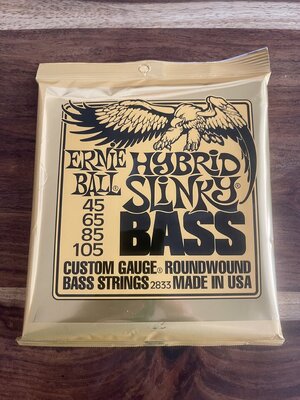 ERNIE BALL®
HYBRID
SLINKY®
BASS
45
65
85
105
CUSTOM GAUGE® ROUNDWOUND
BASS STRINGS 2833 MADE IN USA